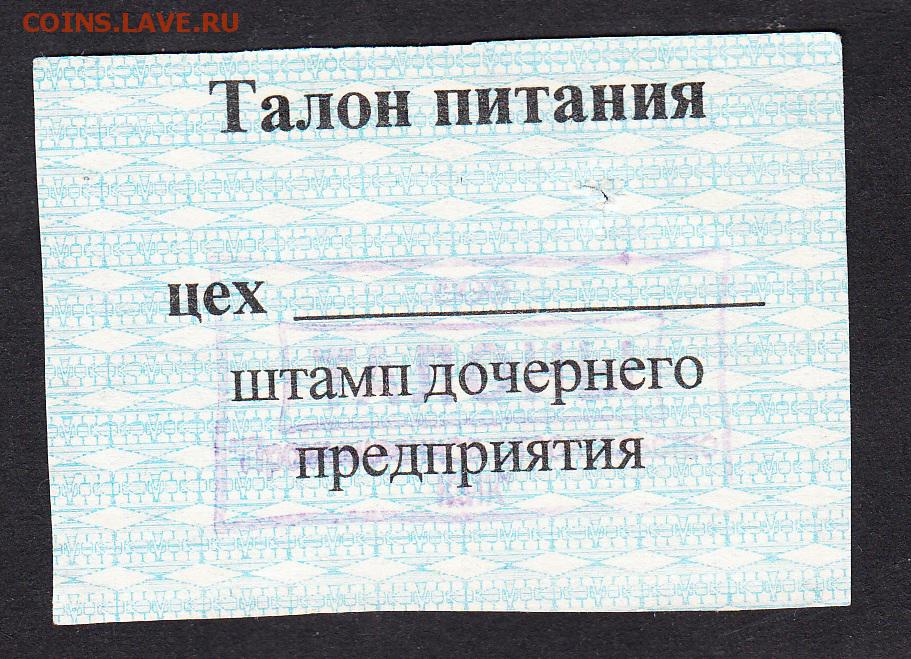 COINS.LAVE.RU
Талон питания
цех
штамп дочернего
предприятия